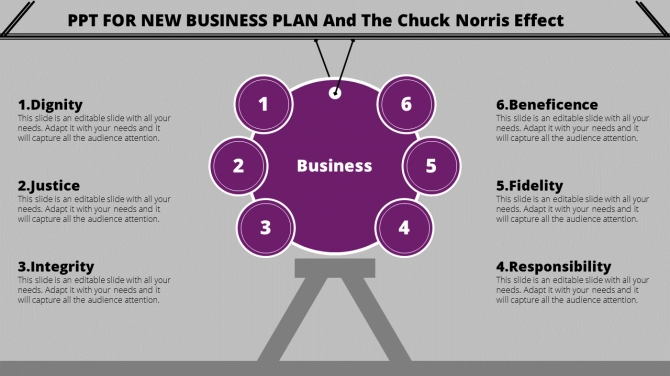 PPT FOR NEW BUSINESS PLAN And The Chuck Norris Effect
1.Dignity
This slide is an editable slide with all your
needs. Adapt it with your needs and it
will capture all the audience attention.
2.Justice
This slide is an editable slide with all your
needs. Adapt it with your needs and it
will capture all the audience attention.
3.Integrity
This slide is an editable slide with all your
needs. Adapt it with your needs and it
will capture all the audience attention.
1
2
3
Business
6
5
4
6.Beneficence
This slide is an editable slide with all your
needs. Adapt it with your needs and it
will capture all the audience attention.
5.Fidelity
This slide is an editable slide with all your
needs. Adapt it with your needs and it
will capture all the audience attention.
4.Responsibility
This slide is an editable slide with all your
needs. Adapt it with your needs and it
will capture all the audience attention.